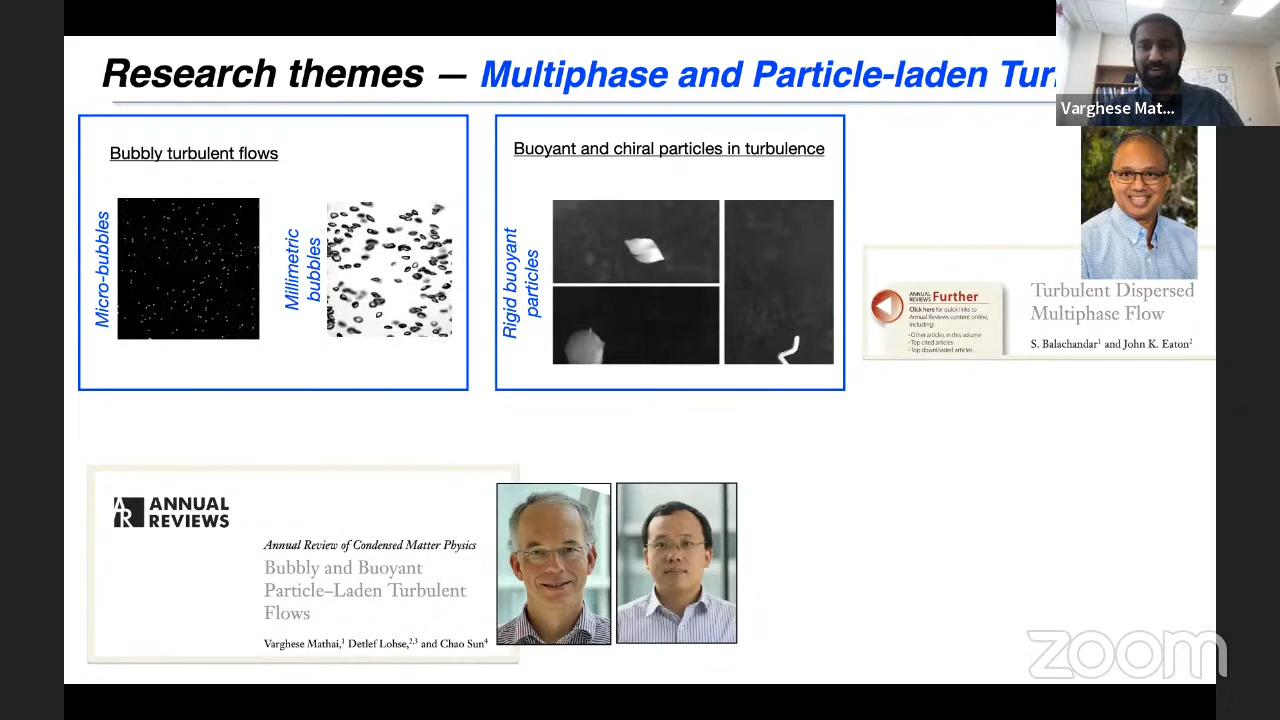 Research themes — Multiphase and Particle-laden Tur
Varghese Mat...
Bubbly turbulent flows
Micro-bubbles
Millimetric
bubbles
Buoyant and chiral particles in turbulence
Rigid buoyant
particles
ANNUAL
REVIEWS Further
Click here for quick links to
Annual Reviews content online,
including:
• Other articles in this volume
• Top cited articles
• Top downloaded articles
Turbulent Dispersed
Multiphase Flow
S. Balachandar¹ and John K. Eaton²
AR ANNUAL
REVIEWS
Annual Review of Condensed Matter Physics
Bubbly and Buoyant
Particle–Laden Turbulent
Flows
Varghese Mathai,¹ Detlef Lohse,²,³ and Chao Sun⁴
zoom